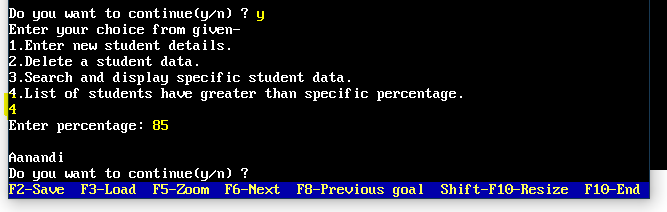 Do you want to continue(y/n) ? y
Enter your choice from given-
1.Enter new student details.
2.Delete a student data.
3.Search and display specific student data.
4.List of students have greater than specific percentage.
4
Enter percentage: 85
Aanandi
Do you want to continue(y/n) ?
F2-Save F3-Load F5-Zoom F6-Next F8-Previous goal Shift-F10-Resize F10-End